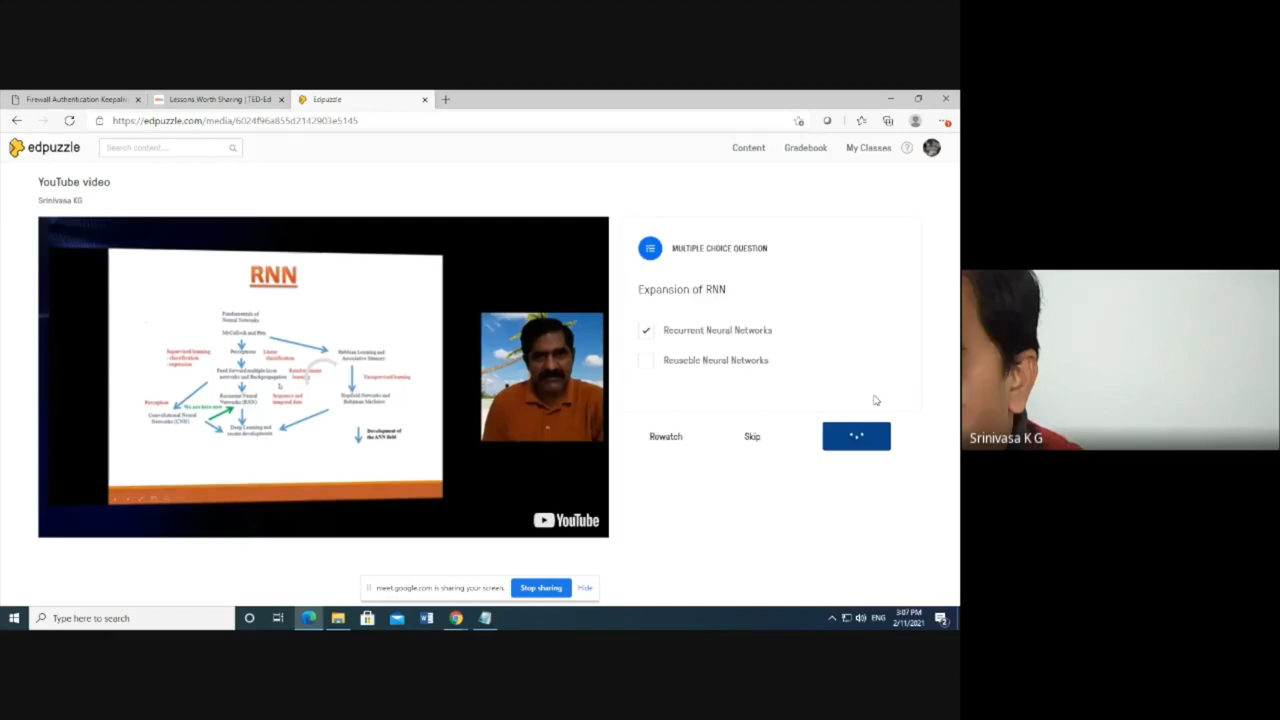 Firewall Authentication Keepaliv
Lessons Worth Sharing | TED-Ed
Edpuzzle
https://edpuzzle.com/media/6024f96a855d2142903e5145
edpuzzle
Search content...
Content
Gradebook
My Classes
YouTube video
Srinivasa KG
RNN
Fundamentals of
Neural Networks
McCulloch and Pitts
Supervised learning
- classification
- regression
Perceptrons
Linear
classification
Hebbian Learning and
Associative Memory
Feed forward multiple layer
networks and Backpropagation
Reinforcement
learning
Unsupervised learning
Perception
We are here now
Recurrent Neural
Networks (RNN)
Sequence and
temporal data
Hopfield Networks and
Boltzmann Machines
Convolutional Neural
Networks (CNN)
Deep Learning and
recent developments
Development of
the ANN field
YouTube
MULTIPLE CHOICE QUESTION
Expansion of RNN
Recurrent Neural Networks
Reuseble Neural Networks
Rewatch
Skip
Srinivasa K G
meet.google.com is sharing your screen.
Stop sharing
Hide
Type here to search
ENG
3:07 PM
2/11/2021